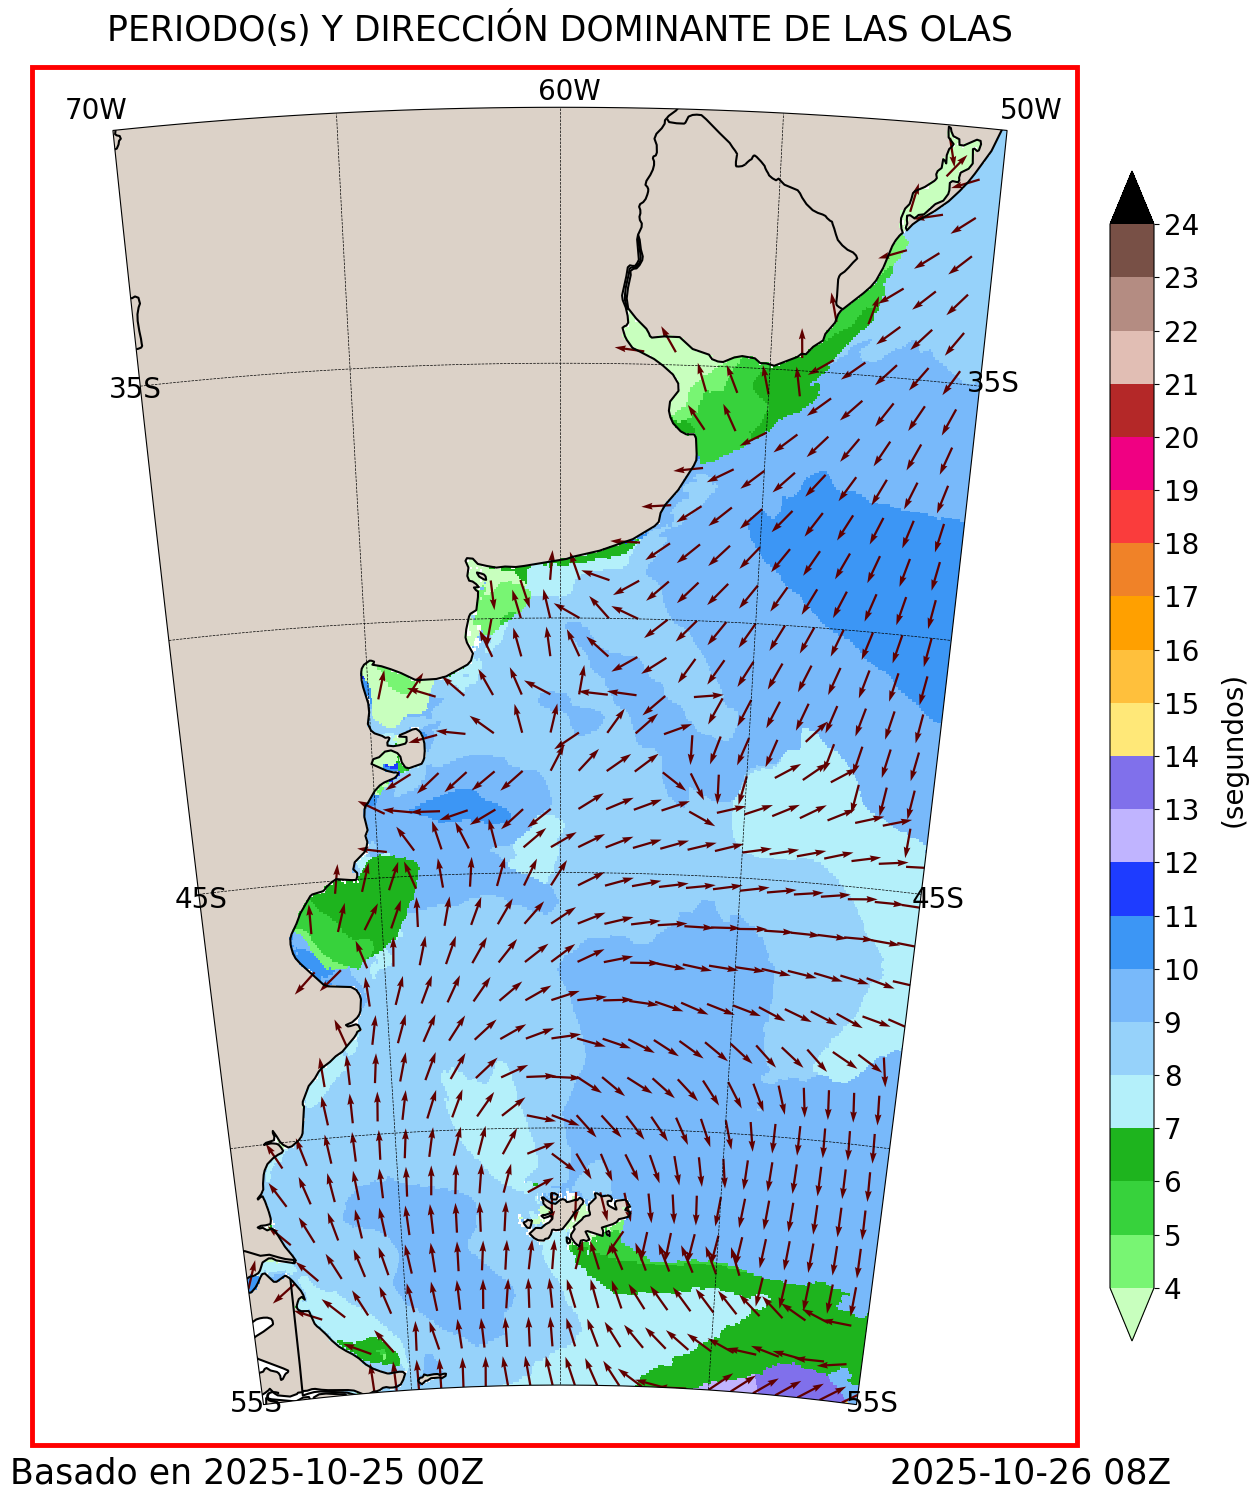 PERIODO(s) Y DIRECCIÓN DOMINANTE DE LAS OLAS
70W
60W
50W
35S
35S
45S
45S
55S
55S
24
23
22
21
20
19
18
17
16
15
14
13
12
11
10
9
8
7
6
5
4
(segundos)
Basado en 2025-10-25 00Z
2025-10-26 08Z